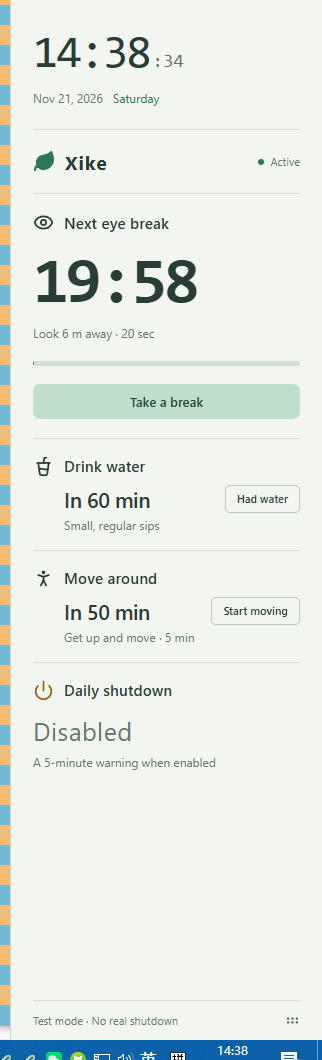 14:38:34
Nov 21, 2026 Saturday
Xike
Active
Next eye break
19:58
Look 6 m away · 20 sec
Take a break
Drink water
In 60 min
Had water
Small, regular sips
Move around
In 50 min
Start moving
Get up and move · 5 min
Daily shutdown
Disabled
A 5-minute warning when enabled
Test mode · No real shutdown
英 拼 14:38